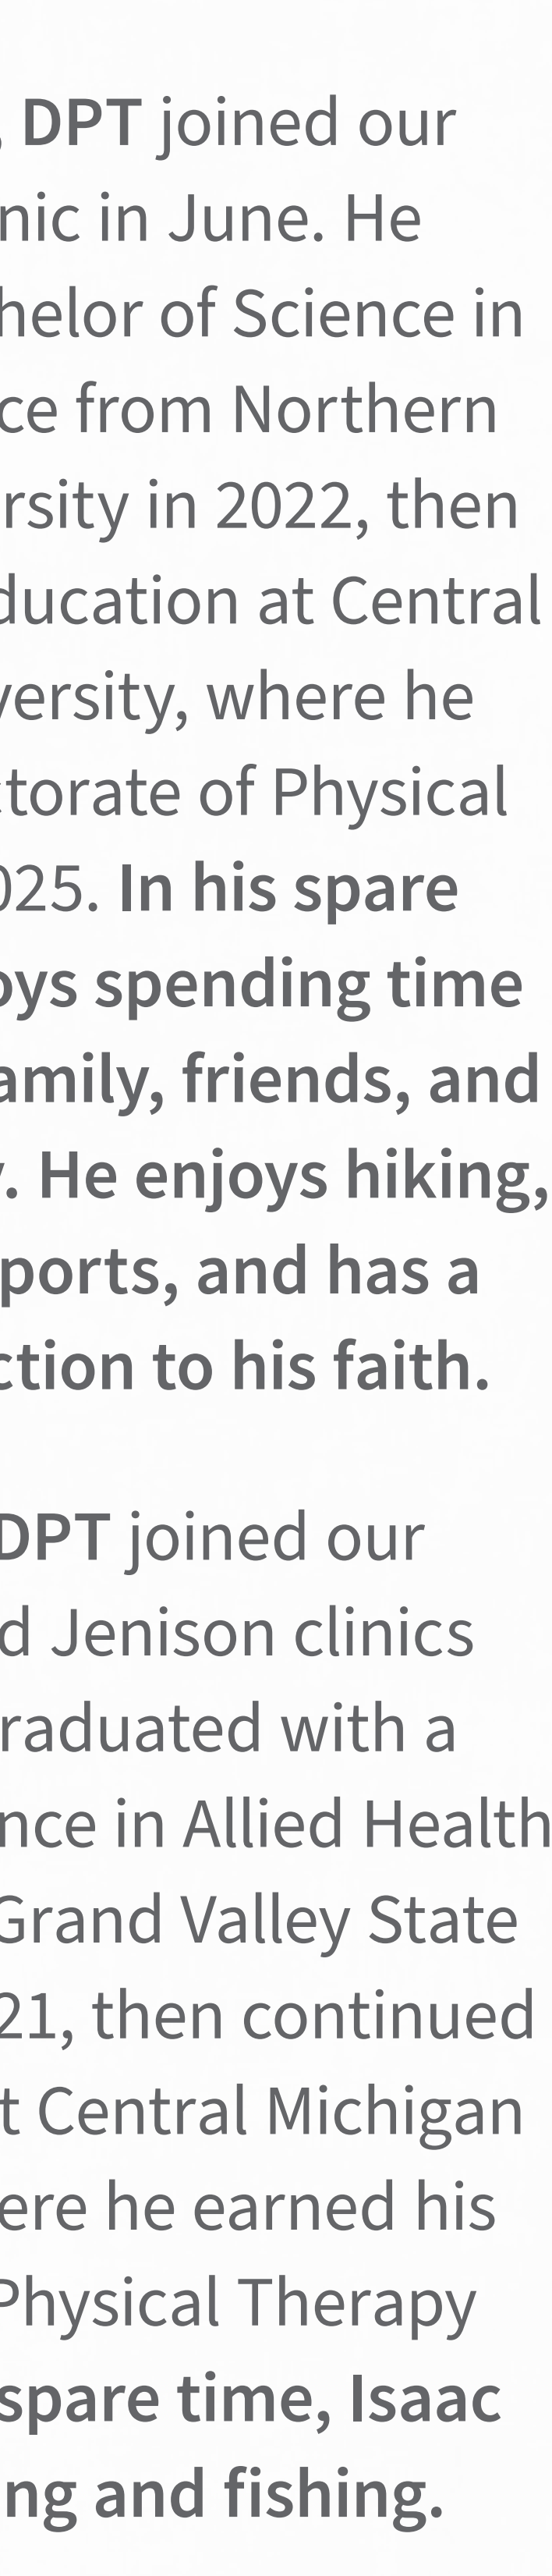 , DPT joined our
nic in June. He
helor of Science in
ce from Northern
rsity in 2022, then
ducation at Central
versity, where he
ctorate of Physical
025. In his spare
oys spending time
amily, friends, and
y. He enjoys hiking,
ports, and has a
ction to his faith.
DPT joined our
d Jenison clinics
raduated with a
nce in Allied Health
Grand Valley State
21, then continued
t Central Michigan
ere he earned his
Physical Therapy
spare time, Isaac
ng and fishing.